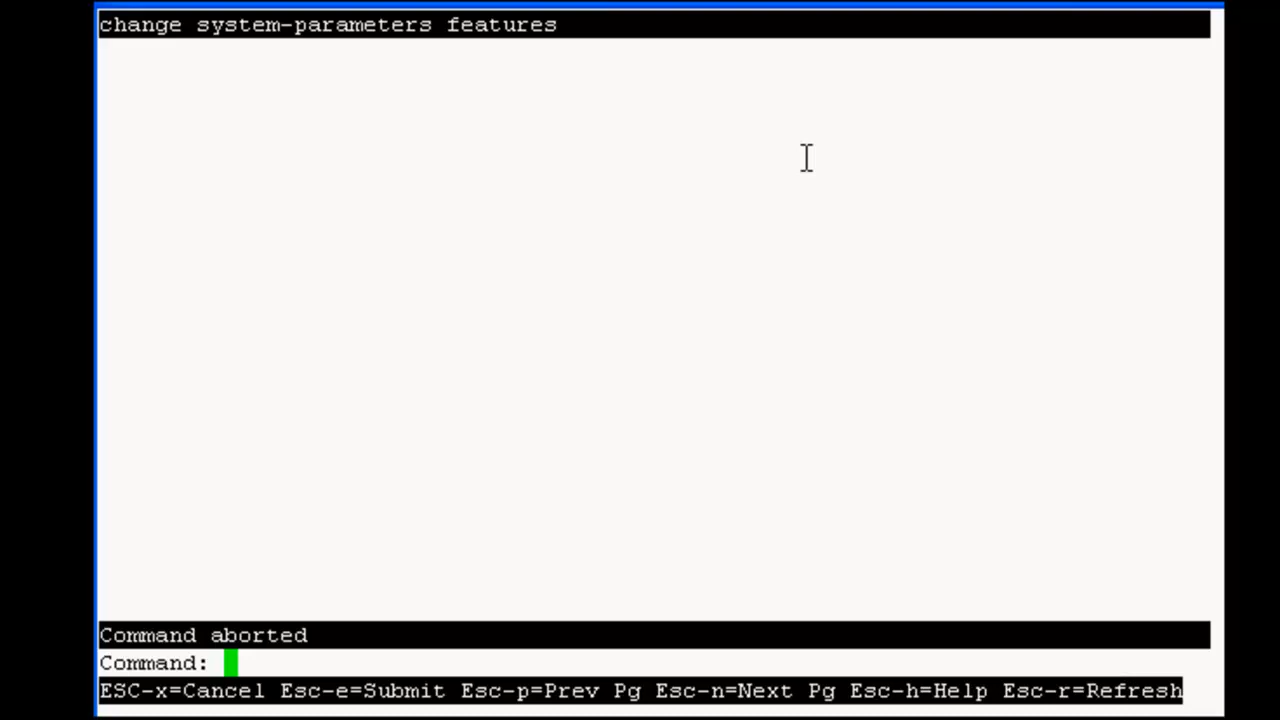 change system-parameters features
Command aborted
Command:
ESC-x=Cancel Esc-e=Submit Esc-p=Prev Pg Esc-n=Next Pg Esc-h=Help Esc-r=Refresh